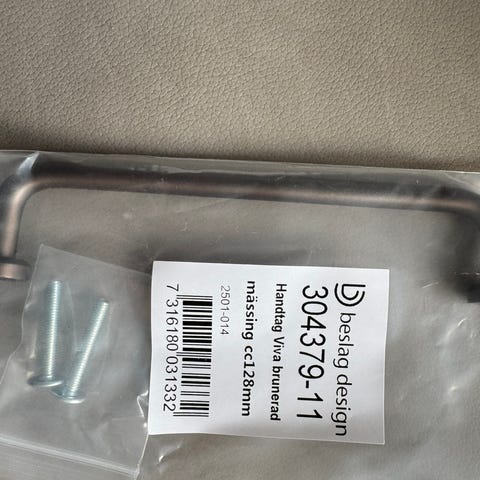 beslag design
304379-11
Handtag Viva brunerad
mässing cc128mm
2501-014
7 316180 031332